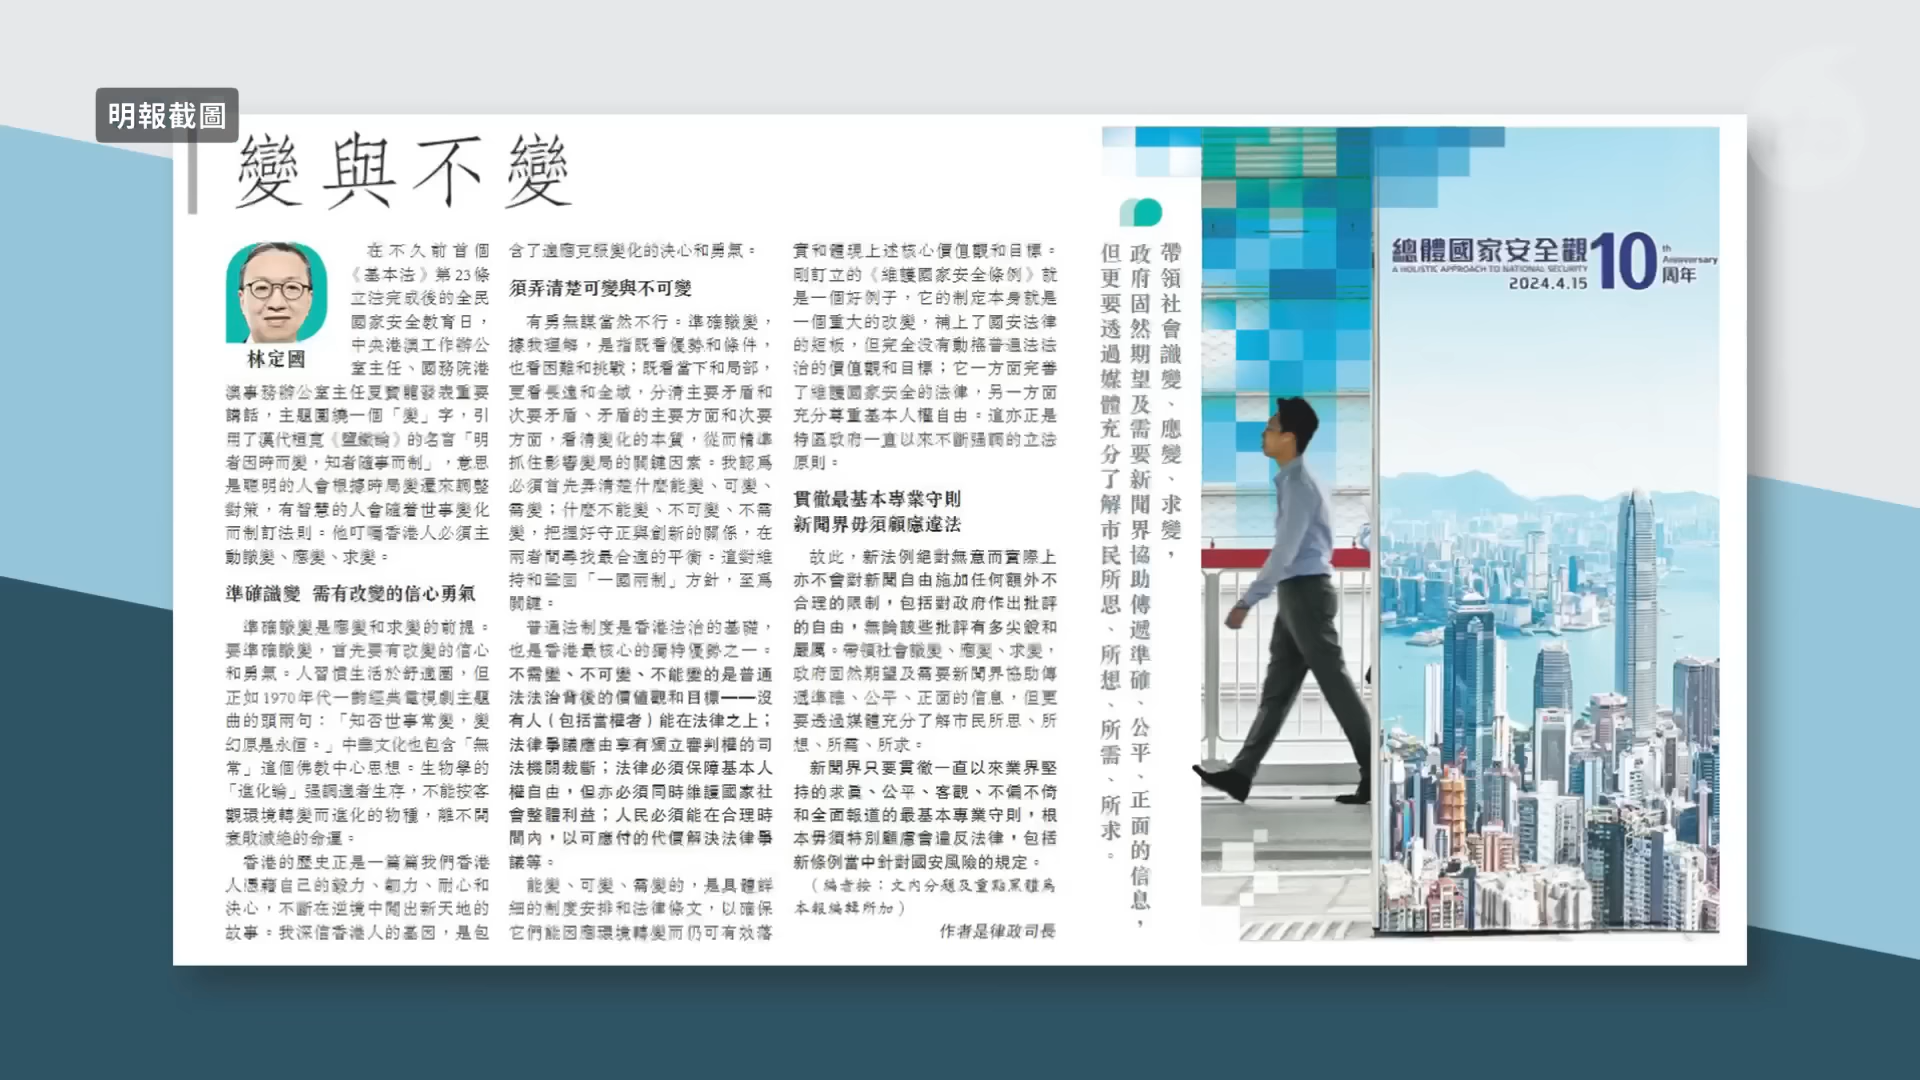 明報截圖
變與不變
林定國
在不久前首個
《基本法》第23條
立法完成後的全民
國家安全教育日，
中央港澳工作辦公
室主任、國務院港
澳事務辦公室主任夏寶龍發表重要
講話，主題圍繞一個「變」字，引
用了漢代桓寬《鹽鐵論》的名言「明
者因時而變，知者隨事而制」，意思
是聰明的人會根據時局變遷來調整
對策，有智慧的人會隨着世事變化
而制訂法則。他叮囑香港人必須主
動識變、應變、求變。
準確識變　需有改變的信心勇氣
準確識變是應變和求變的前提。
要準確識變，首先要有改變的信心
和勇氣。人習慣生活於舒適圈，但
正如1970年代一齣經典電視劇主題
曲的頭兩句：「知否世事常變，變
幻原是永恒。」中華文化也包含「無
常」這個佛教中心思想。生物學的
「進化論」强調適者生存，不能按客
觀環境轉變而進化的物種，離不開
衰敗滅絕的命運。
香港的歷史正是一篇篇我們香港
人憑藉自己的毅力、韌力、耐心和
決心，不斷在逆境中闖出新天地的
故事。我深信香港人的基因，是包
含了適應克服變化的決心和勇氣。
須弄清楚可變與不可變
有勇無謀當然不行。準確識變，
據我理解，是指既看優勢和條件，
也看困難和挑戰；既看當下和局部，
更看長遠和全域，分清主要矛盾和
次要矛盾、矛盾的主要方面和次要
方面，看清變化的本質，從而精準
抓住影響變局的關鍵因素。我認爲
必須首先弄清楚什麼能變、可變、
需變；什麼不能變、不可變、不需
變，把握好守正與創新的關係，在
兩者間尋找最合適的平衡。這對維
持和鞏固「一國兩制」方針，至爲
關鍵。
普通法制度是香港法治的基礎，
也是香港最核心的獨特優勢之一。
不需變、不可變、不能變的是普通
法法治背後的價値觀和目標——沒
有人（包括當權者）能在法律之上；
法律爭議應由享有獨立審判權的司
法機關裁斷；法律必須保障基本人
權自由，但亦必須同時維護國家社
會整體利益；人民必須能在合理時
間內，以可應付的代價解決法律爭
議等。
能變、可變、需變的，是具體詳
細的制度安排和法律條文，以確保
它們能因應環境轉變而仍可有效落
實和體現上述核心價值觀和目標。
剛訂立的《維護國家安全條例》就
是一個好例子，它的制定本身就是
一個重大的改變，補上了國安法律
的短板，但完全没有動搖普通法法
治的價值觀和目標；它一方面完善
了維護國家安全的法律，另一方面
充分尊重基本人權自由。這亦正是
特區政府一直以來不斷强調的立法
原則。
貫徹最基本專業守則
新聞界毋須顧慮違法
故此，新法例絕對無意而實際上
亦不會對新聞自由施加任何額外不
合理的限制，包括對政府作出批評
的自由，無論該些批評有多尖銳和
嚴厲。帶領社會識變、應變、求變，
政府固然期望及需要新聞界協助傳
遞準確、公平、正面的信息，但更
要透過媒體充分了解市民所思、所
想、所需、所求。
新聞界只要貫徹一直以來業界堅
持的求眞、公平、客觀、不偏不倚
和全面報道的最基本專業守則，根
本毋須特別顧慮會違反法律，包括
新條例當中針對國安風險的規定。
（編者按：文內分題及重點黑體爲
本報編輯所加）
作者是律政司長
帶領社會識變、應變、求變，
政府固然期望及需要新聞界協助傳遞準確、公平、正面的信息，
但更要透過媒體充分了解市民所思、所想、所需、所求。
總體國家安全觀10th Anniversary周年
A HOLISTIC APPROACH TO NATIONAL SECURITY
2024.4.15